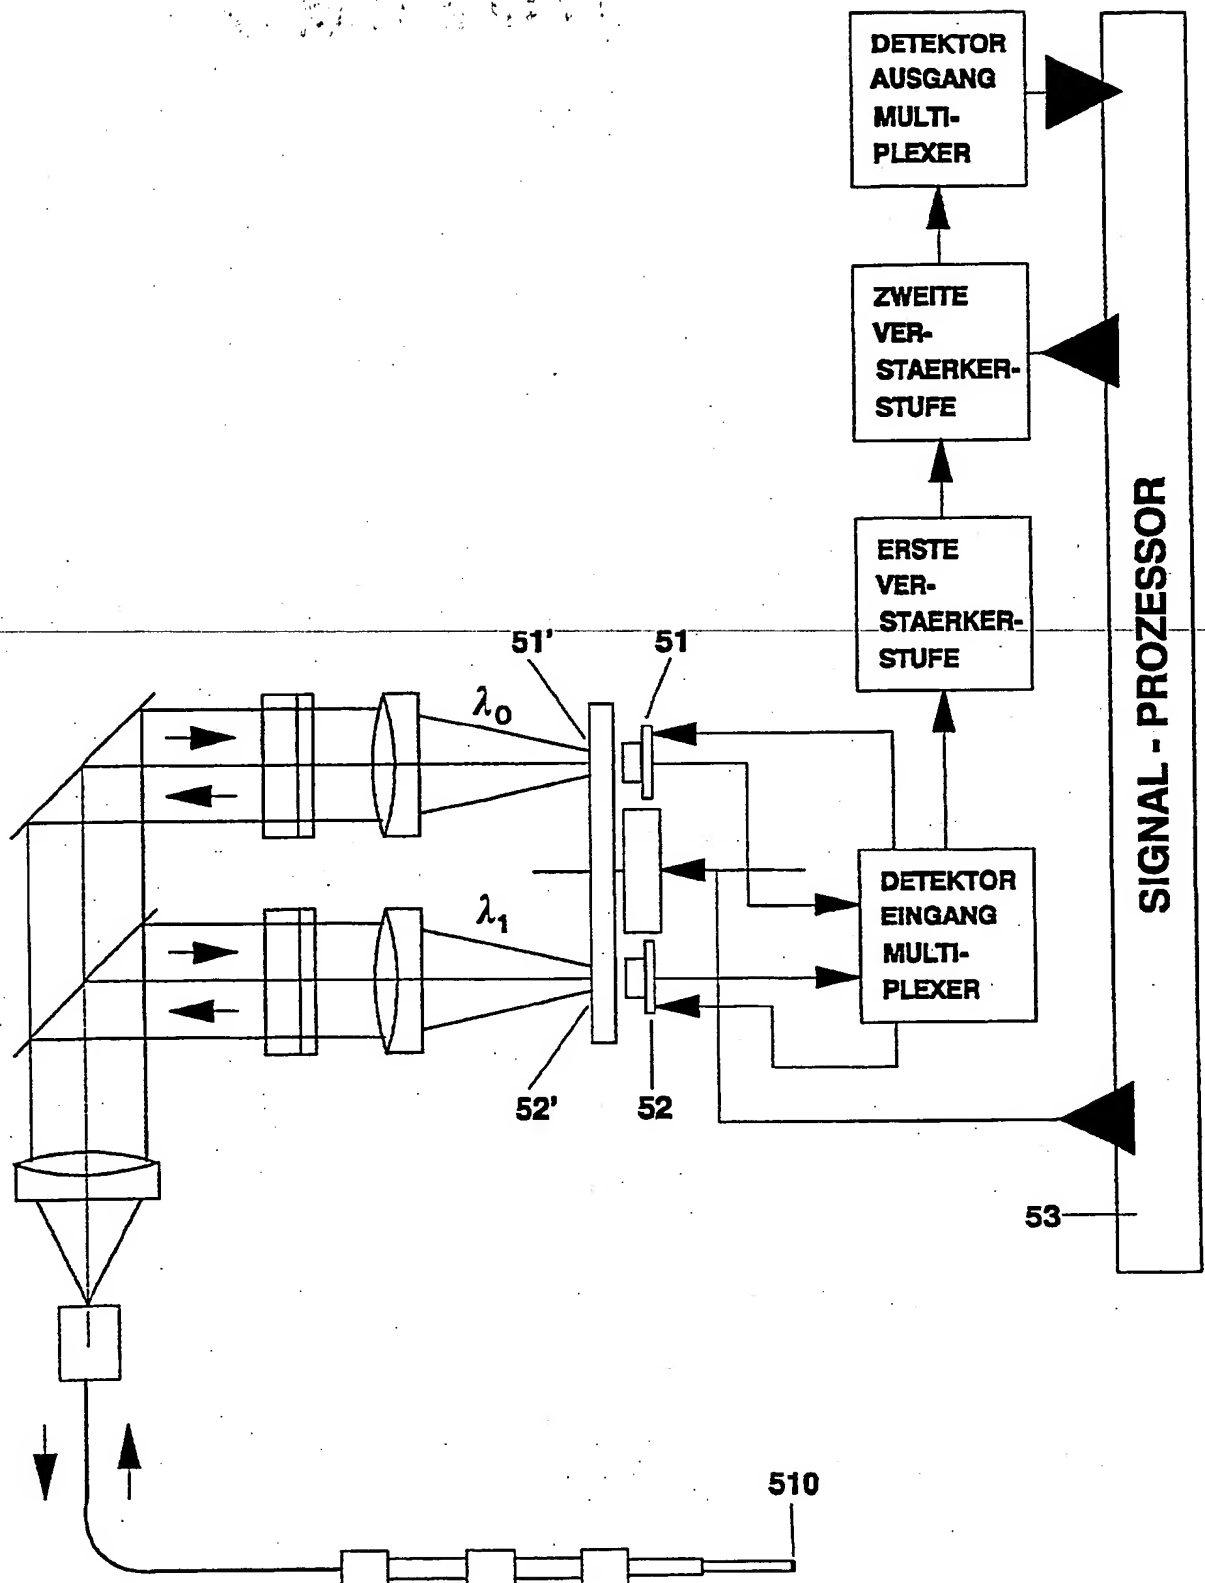 DETEKTOR
AUSGANG
MULTI-
PLEXER
ZWEITE
VER-
STAERKER-
STUFE
ERSTE
VER-
STAERKER-
STUFE
SIGNAL - PROZESSOR
51'
51
λ0
λ1
DETEKTOR
EINGANG
MULTI-
PLEXER
52'
52
53
510